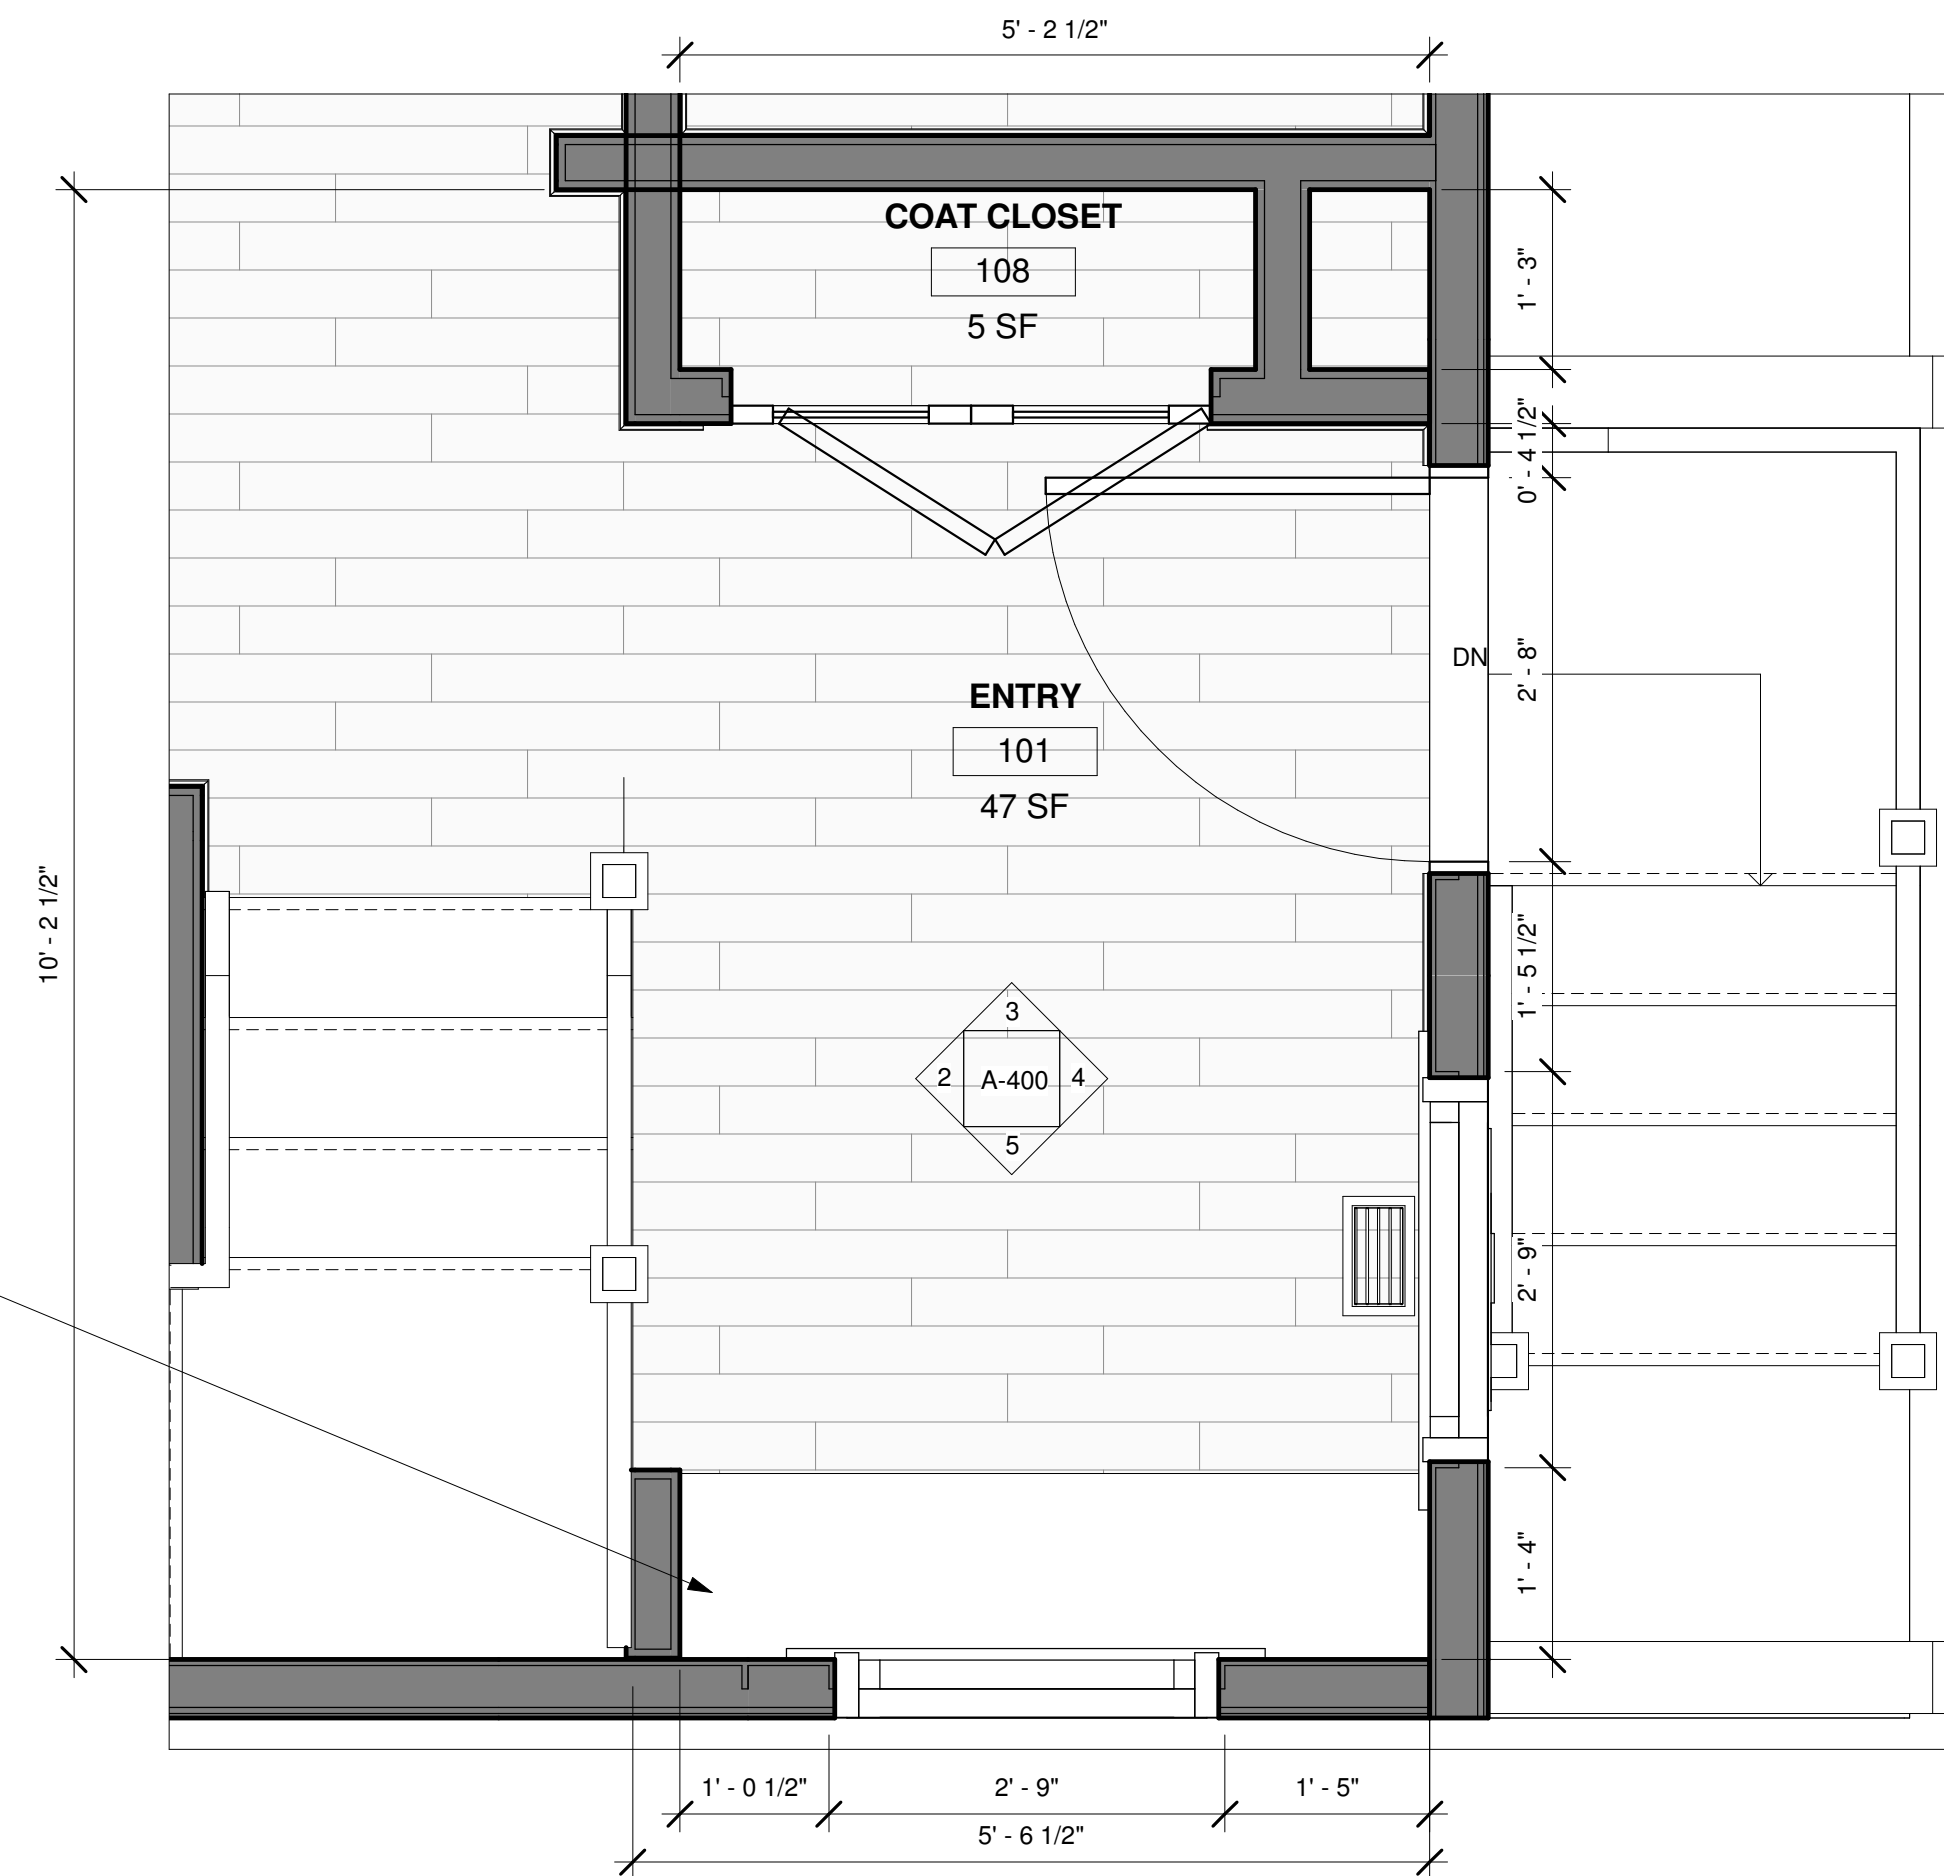 5' - 2 1/2"
COAT CLOSET
108
5 SF
1' - 3"
0' - 4 1/2"
DN
2' - 8"
ENTRY
101
47 SF
10' - 2 1/2"
1' - 5 1/2"
3
2 A-400 4
5
2' - 9"
1' - 4"
1' - 0 1/2" 2' - 9" 1' - 5"
5' - 6 1/2"